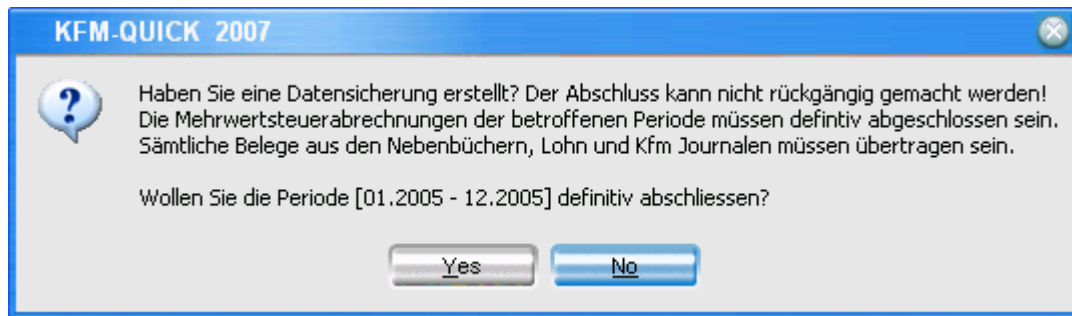 KFM-QUICK 2007
Haben Sie eine Datensicherung erstellt? Der Abschluss kann nicht rückgängig gemacht werden!
Die Mehrwertsteuerabrechnungen der betroffenen Periode müssen defintiv abgeschlossen sein.
Sämtliche Belege aus den Nebenbüchern, Lohn und Kfm Journalen müssen übertragen sein.
Wollen Sie die Periode [01.2005 - 12.2005] definitiv abschliessen?
Yes No